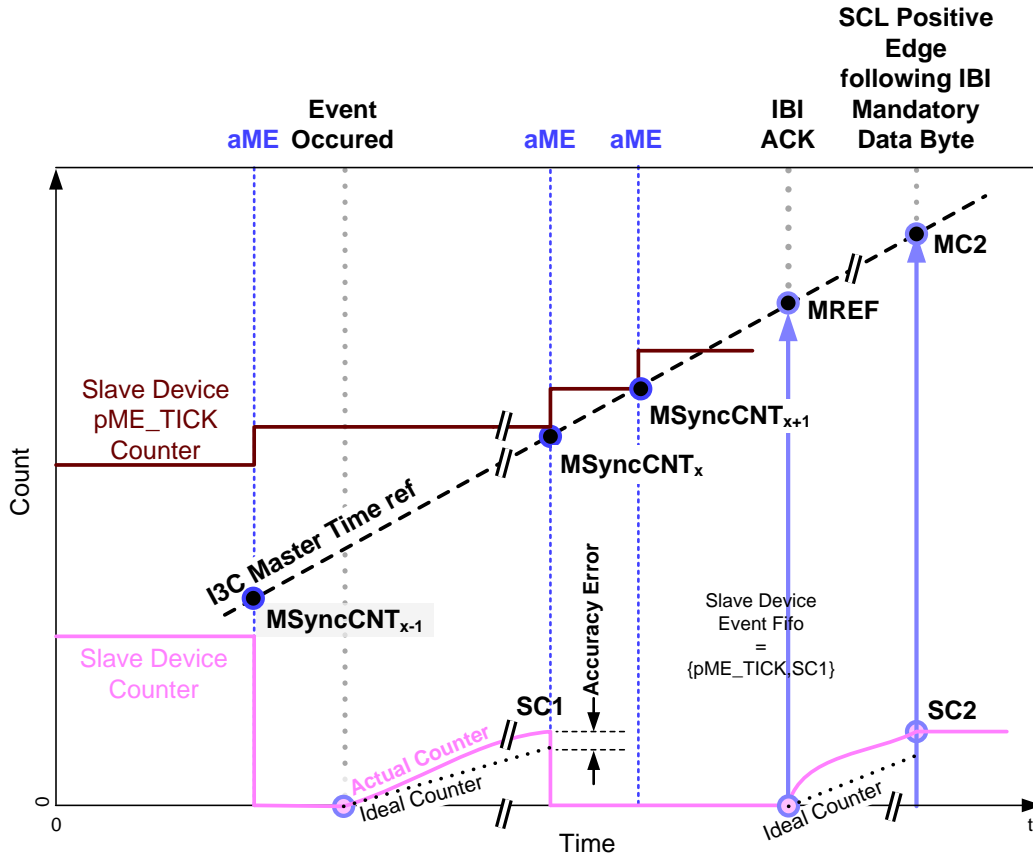 SCL Positive
Edge
following IBI
Mandatory
Data Byte
Event
Occured
IBI
ACK
aME
aME
aME
MC2
MREF
Slave Device
pME_TICK
Counter
MSyncCNTx+1
MSyncCNTx
Count
I3C Master Time ref
MSyncCNTx-1
Accuracy Error
Slave Device
Event Fifo
=
{pME_TICK,SC1}
Slave Device
Counter
SC1
SC2
Actual Counter
Ideal Counter
Ideal Counter
0
0
Time
t